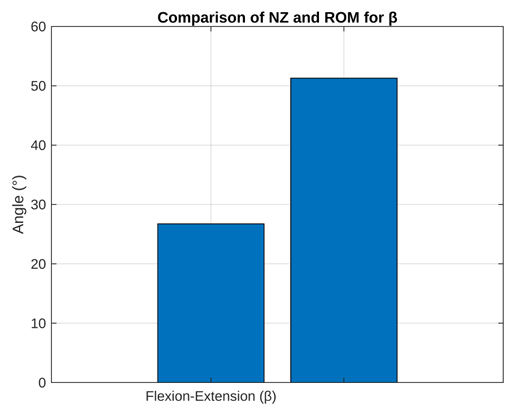 Comparison of NZ and ROM for β
60
50
40
30
20
10
0
Angle (°)
Flexion-Extension (β)